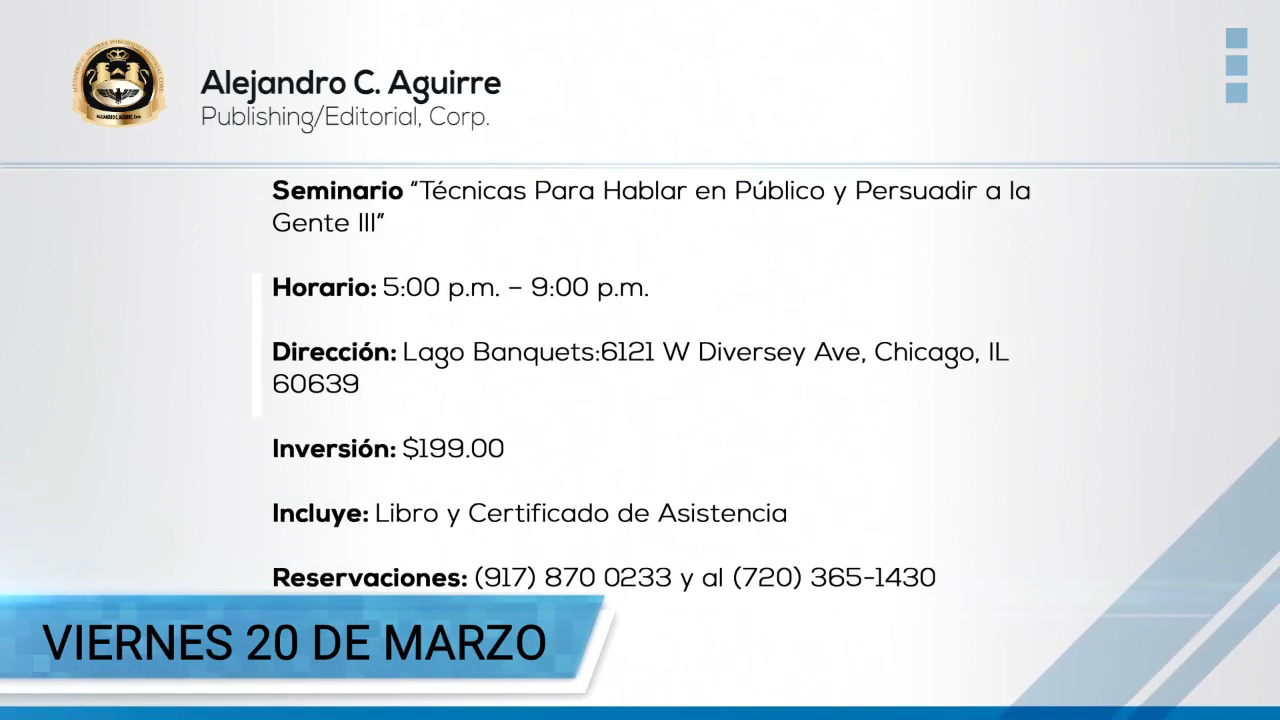 Alejandro C. Aguirre
Publishing/Editorial, Corp.
Seminario “Técnicas Para Hablar en Público y Persuadir a la
Gente III”
Horario: 5:00 p.m. – 9:00 p.m.
Dirección: Lago Banquets:6121 W Diversey Ave, Chicago, IL
60639
Inversión: $199.00
Incluye: Libro y Certificado de Asistencia
Reservaciones: (917) 870 0233 y al (720) 365-1430
VIERNES 20 DE MARZO